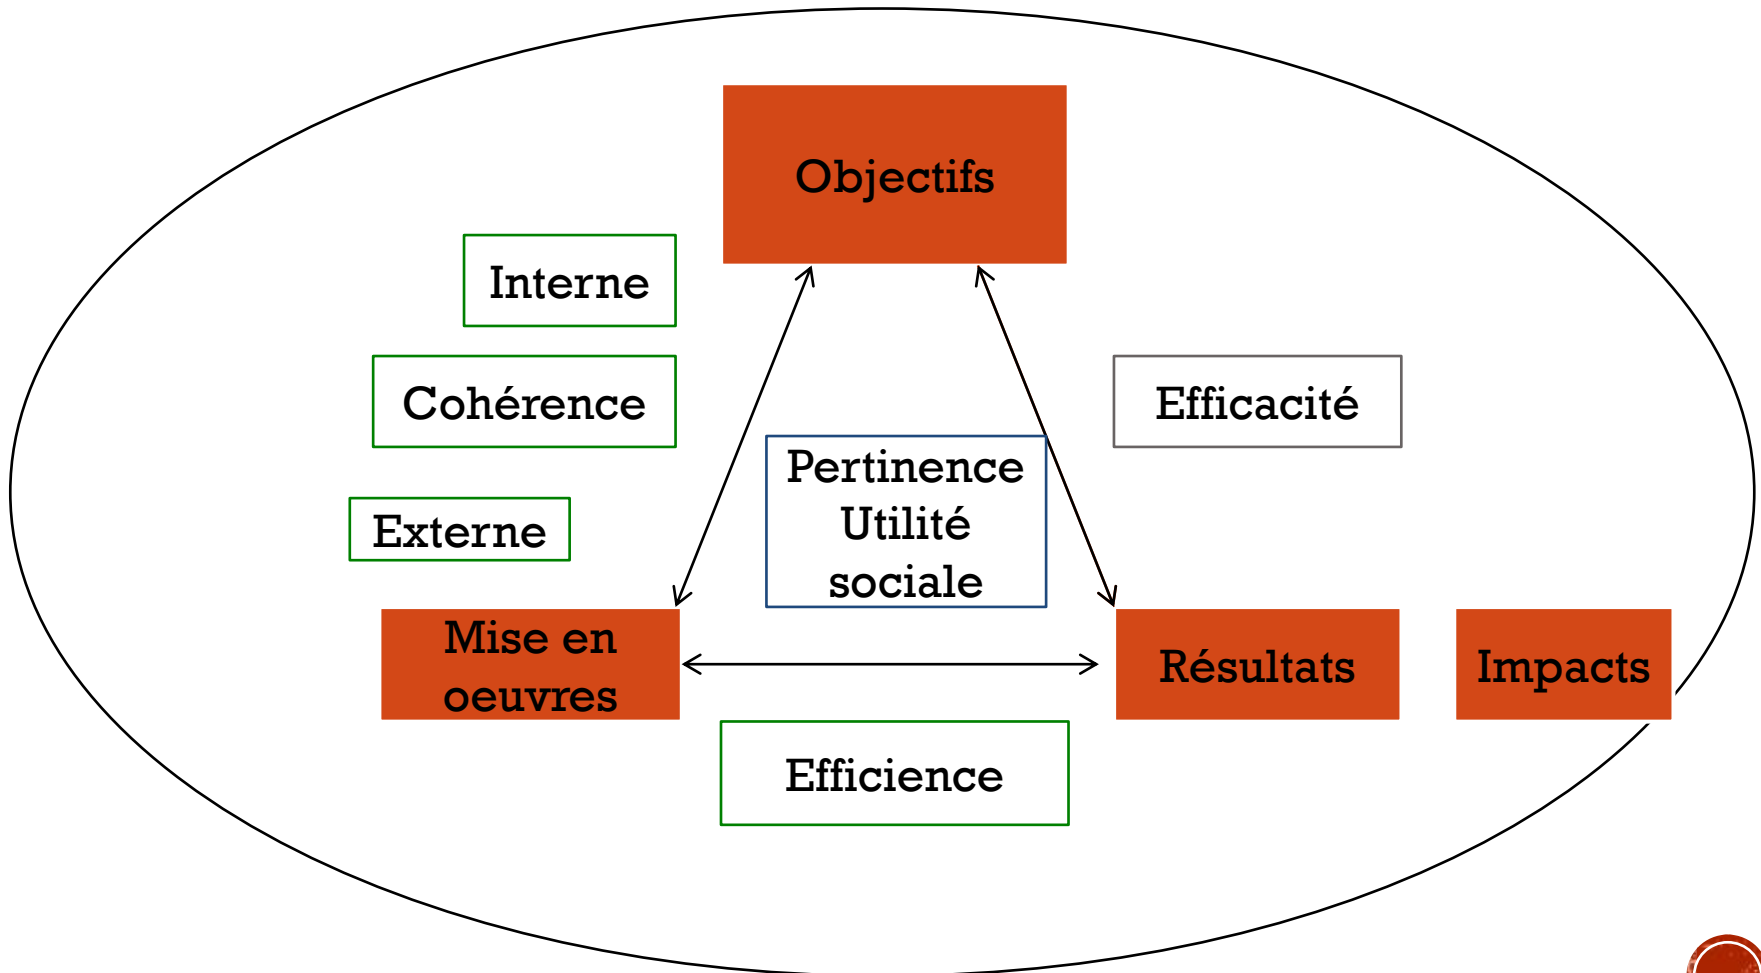 Objectifs
Interne
Cohérence
Efficacité
Pertinence
Utilité
sociale
Externe
Mise en
oeuvres
Résultats
Impacts
Efficience